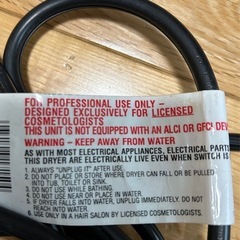 FOR PROFESSIONAL USE ONLY –
DESIGNED EXCLUSIVELY FOR LICENSED
COSMETOLOGISTS
THIS UNIT IS NOT EQUIPPED WITH AN ALCI OR GFCI
WARNING – KEEP AWAY FROM WATER
AS WITH MOST ELECTRICAL APPLIANCES, ELECTRICAL PARTS
THIS DRYER ARE ELECTRICALLY LIVE EVEN WHEN SWITCH IS
1. ALWAYS "UNPLUG IT" AFTER USE.
2. DO NOT PLACE OR STORE WHERE DRYER CAN FALL OR BE PULLED
INTO TUB, TOILET OR SINK.
3. DO NOT USE WHILE BATHING.
4. DO NOT USE NEAR OR PLACE IN WATER.
5. IF DRYER FALLS INTO WATER, UNPLUG IMMEDIATELY. DO NOT
REACH INTO WATER.
6. USE ONLY IN A HAIR SALON BY LICENSED COSMETOLOGISTS.